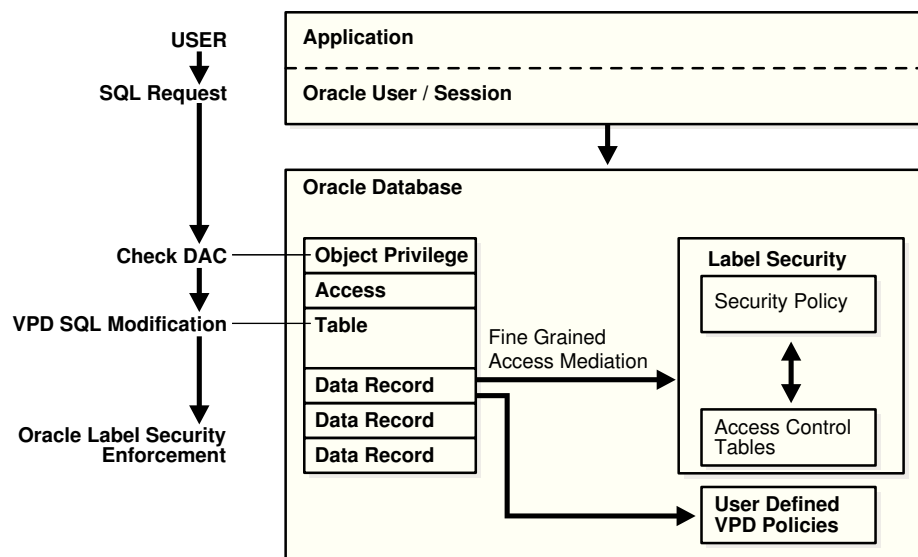 USER
SQL Request
Check DAC
VPD SQL Modification
Oracle Label Security
Enforcement
Application
Oracle User / Session
Oracle Database
Object Privilege
Access
Table
Data Record
Data Record
Data Record
Fine Grained
Access Mediation
Label Security
Security Policy
Access Control
Tables
User Defined
VPD Policies